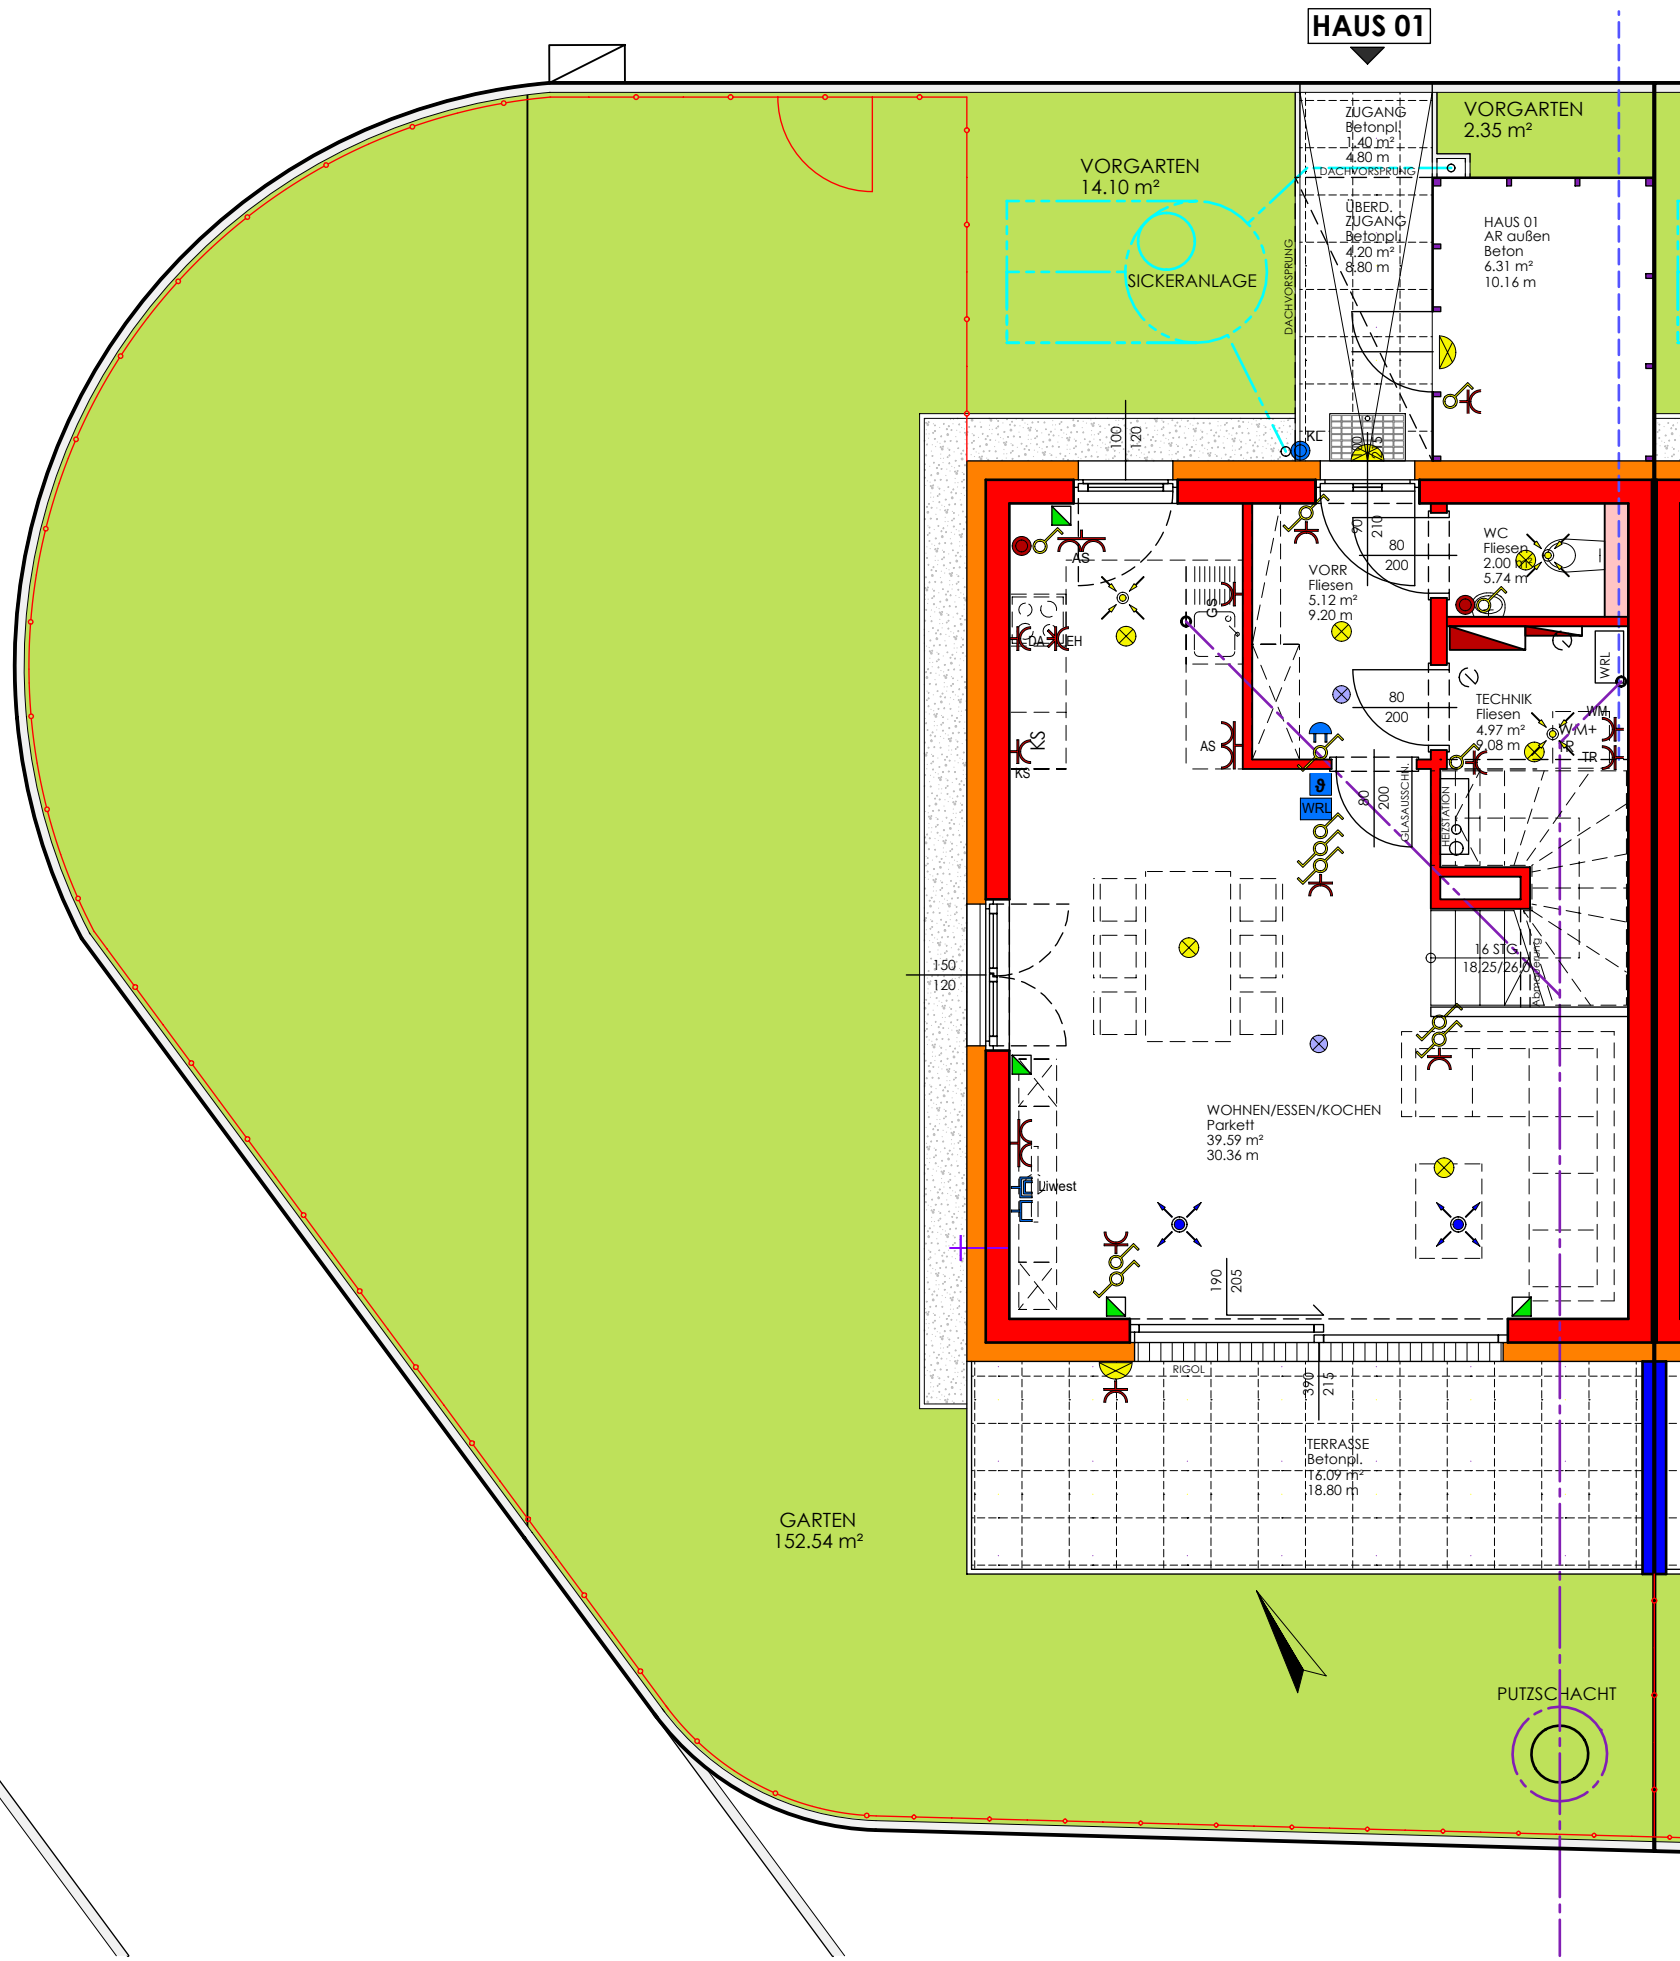 HAUS 01
ZUGANG
Betonpl.
1.40 m²
4.80 m
DACHVORSPRUNG
VORGARTEN
2.35 m²
VORGARTEN
14.10 m²
ÜBERD.
ZUGANG
Betonpl.
4.20 m²
8.80 m
HAUS 01
AR außen
Beton
6.31 m²
10.16 m
DACHVORSPRUNG
SICKERANLAGE
KL
100
120
AS
90
210
80
200
WC
Fliesen
2.00 m²
5.74 m
VORR
Fliesen
5.12 m²
9.20 m
GS
DA
EH
WRL
80
200
TECHNIK
Fliesen
4.97 m²
9.08 m
WM
WM+
TR
TR
KS
KS
AS
WRL
80
200
GLASAUSSCHN.
HEIZSTATION
150
120
16 STG
18,25/26,0
Abmauerung
WOHNEN/ESSEN/KOCHEN
Parkett
39.59 m²
30.36 m
Liwest
190
205
RIGOL
390
215
TERRASSE
Betonpl.
16.09 m²
18.80 m
GARTEN
152.54 m²
PUTZSCHACHT